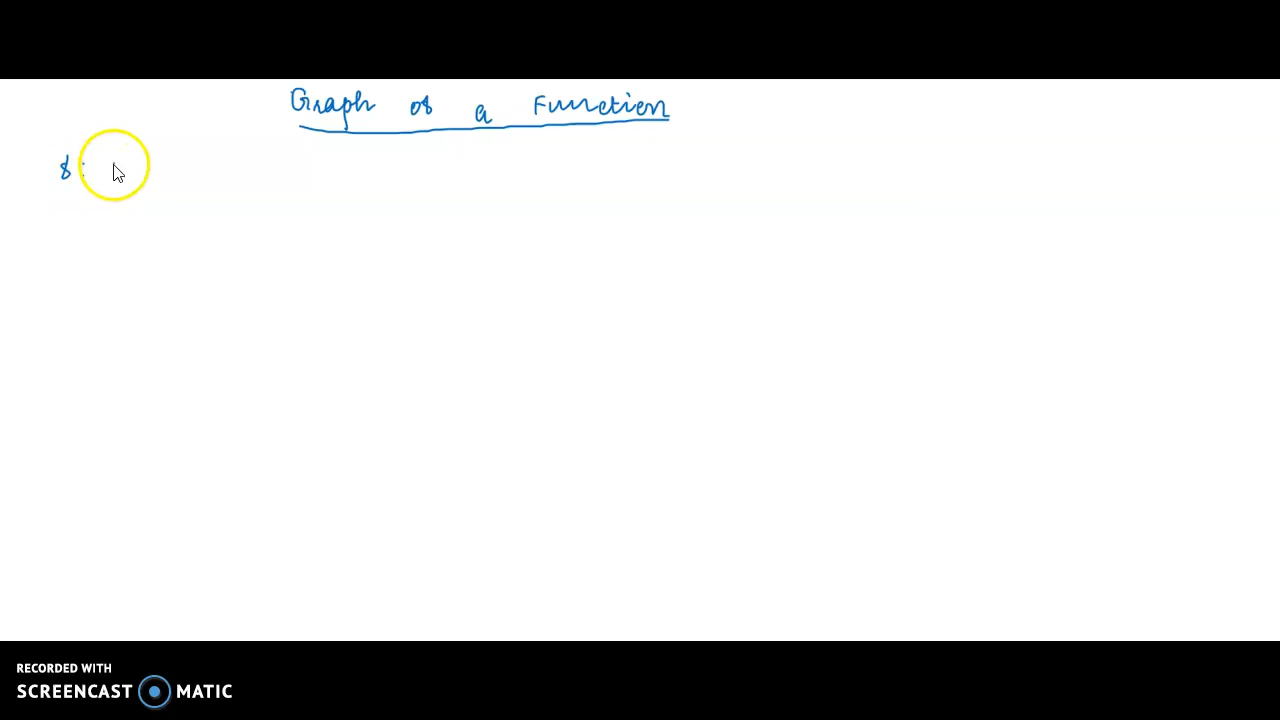 Graph of a Function
f :
RECORDED WITH
SCREENCAST MATIC